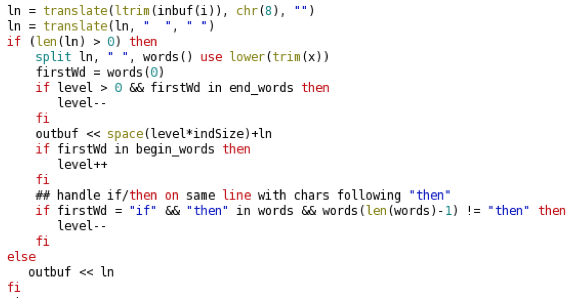 ln = translate(ltrim(inbuf(i)), chr(8), "")
ln = translate(ln, "  ", " ")
if (len(ln) > 0) then
    split ln, " ", words() use lower(trim(x))
    firstWd = words(0)
    if level > 0 && firstWd in end_words then
       level--
    fi
    outbuf << space(level*indSize)+ln
    if firstWd in begin_words then
       level++
    fi
    ## handle if/then on same line with chars following "then"
    if firstWd = "if" && "then" in words && words(len(words)-1) != "then" then
       level--
    fi
else
   outbuf << ln
fi